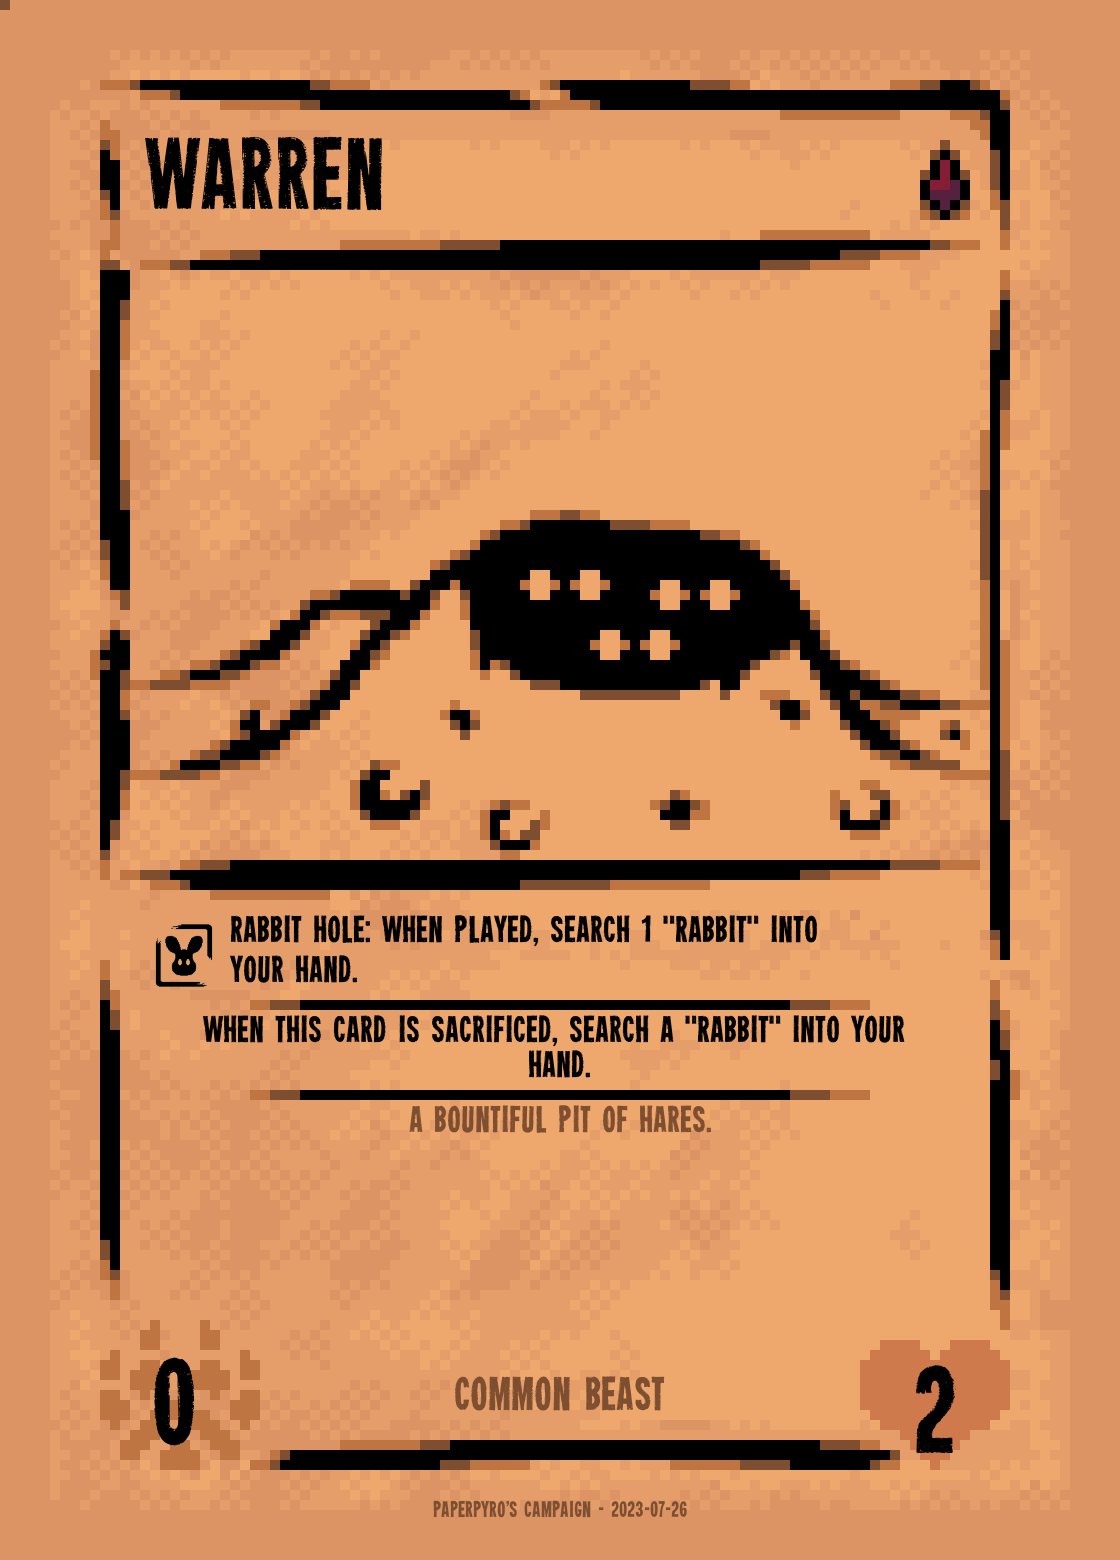 WARREN
RABBIT HOLE: WHEN PLAYED, SEARCH 1 "RABBIT" INTO
YOUR HAND.
WHEN THIS CARD IS SACRIFICED, SEARCH A "RABBIT" INTO YOUR
HAND.
A BOUNTIFUL PIT OF HARES.
0
COMMON BEAST
2
PAPERPYRO'S CAMPAIGN - 2023-07-26